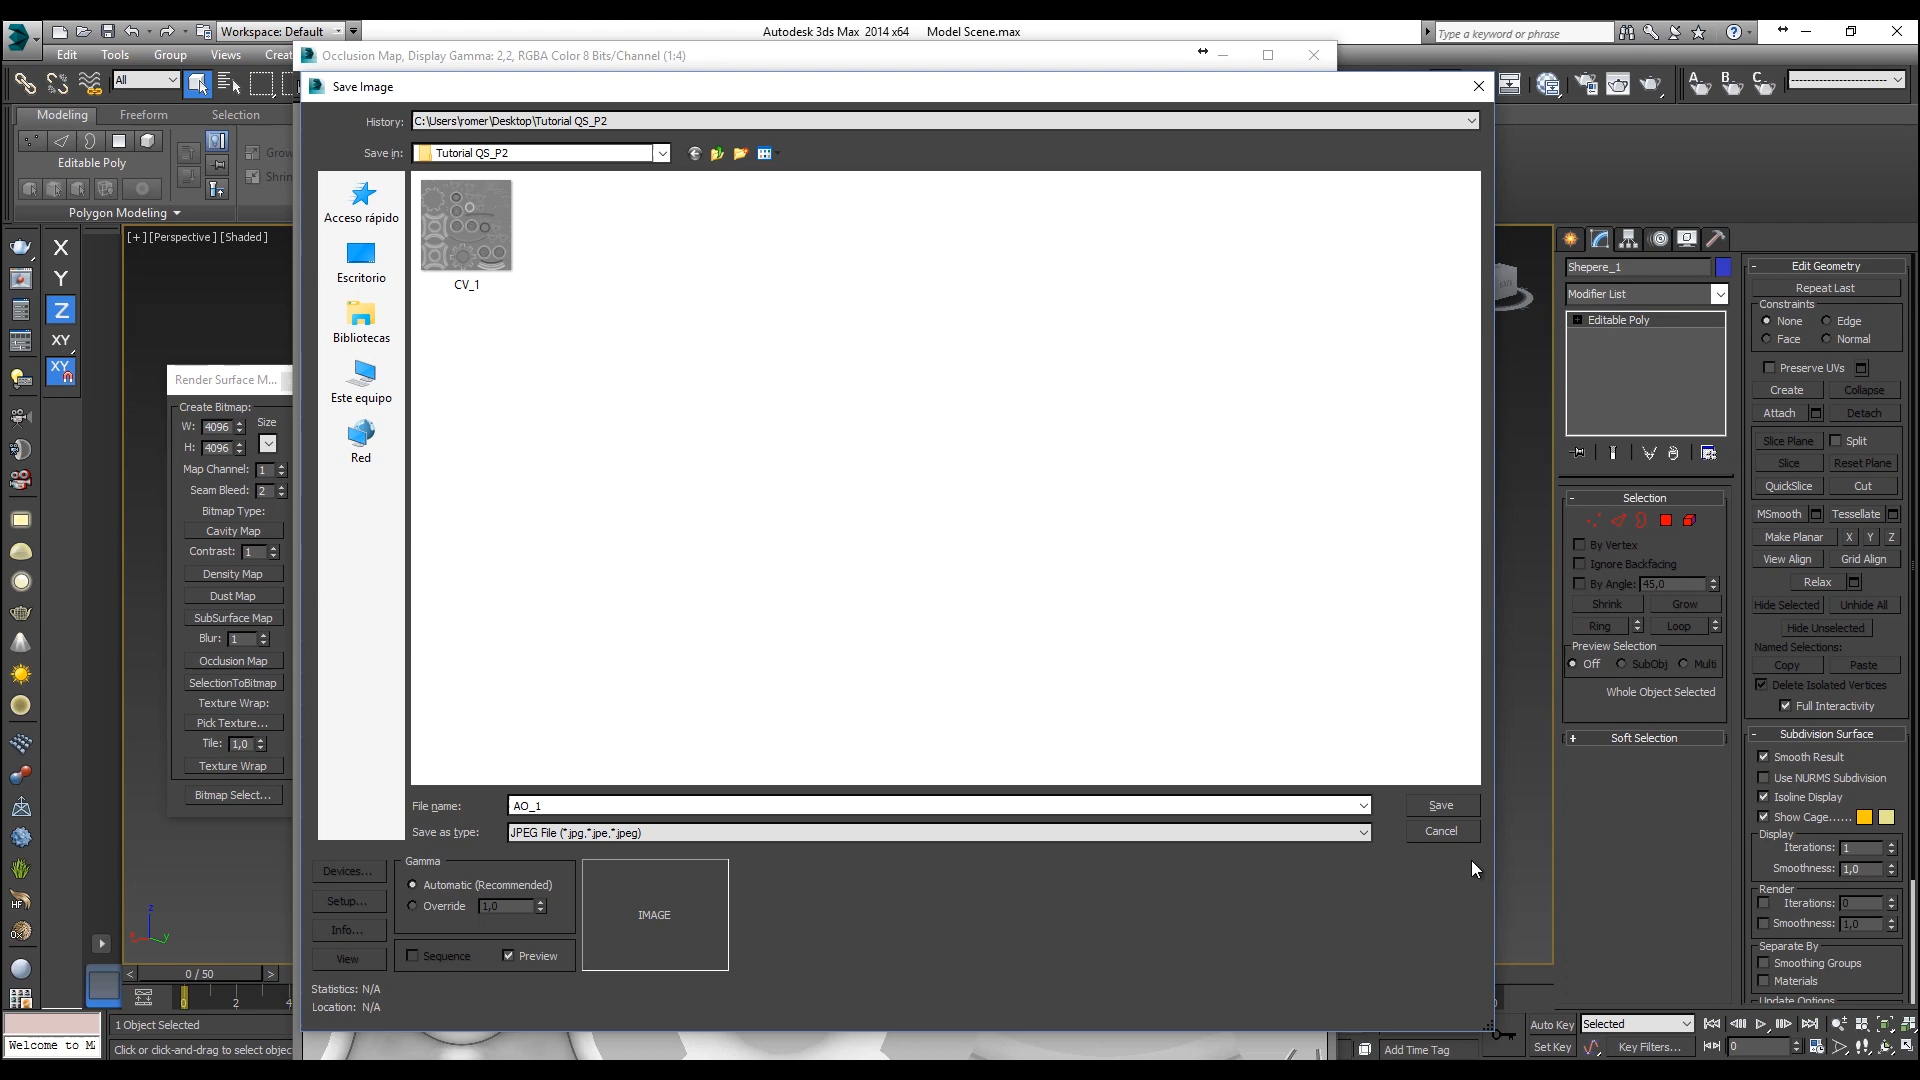 Workspace: Default
Autodesk 3ds Max 2014 x64 Model Scene.max
Type a keyword or phrase
Edit Tools Group Views Creat
Occlusion Map, Display Gamma: 2,2, RGBA Color 8 Bits/Channel (1:4)
All
Save Image
Modeling Freeform Selection
History: C:\Users\romer\Desktop\Tutorial QS_P2
Save in: Tutorial QS_P2
Editable Poly
Grow
Shrin
Polygon Modeling
[+] [Perspective] [Shaded]
X
Y
Z
XY
XY
Acceso rápido
Escritorio
Bibliotecas
Este equipo
Red
CV_1
Render Surface M...
Create Bitmap:
W: 4096 Size
H: 4096
Map Channel: 1
Seam Bleed: 2
Bitmap Type:
Cavity Map
Contrast: 1
Density Map
Dust Map
SubSurface Map
Blur: 1
Occlusion Map
SelectionToBitmap
Texture Wrap:
Pick Texture...
Tile: 1,0
Texture Wrap
Bitmap Select...
File name: AO_1 Save
Save as type: JPEG File (*.jpg,*.jpe,*.jpeg) Cancel
Devices...
Setup...
Info...
View
Gamma
Automatic (Recommended)
Override 1,0
Sequence Preview
IMAGE
Statistics: N/A
Location: N/A
Shepere_1
Modifier List
Editable Poly
Selection
By Vertex
Ignore Backfacing
By Angle: 45,0
Shrink Grow
Ring Loop
Preview Selection
Off SubObj Multi
Whole Object Selected
+ Soft Selection
- Edit Geometry
Repeat Last
Constraints
None Edge
Face Normal
Preserve UVs
Create Collapse
Attach Detach
Slice Plane Split
Slice Reset Plane
QuickSlice Cut
MSmooth Tessellate
Make Planar X Y Z
View Align Grid Align
Relax
Hide Selected Unhide All
Hide Unselected
Named Selections:
Copy Paste
Delete Isolated Vertices
Full Interactivity
- Subdivision Surface
Smooth Result
Use NURMS Subdivision
Isoline Display
Show Cage......
Display
Iterations: 1
Smoothness: 1,0
Render
Iterations: 0
Smoothness: 1,0
Separate By
Smoothing Groups
Materials
Update Options
< 0 / 50 >
0 2 4
1 Object Selected
Welcome to M
Click or click-and-drag to select objec
Add Time Tag
Auto Key Selected
Set Key Key Filters... 0